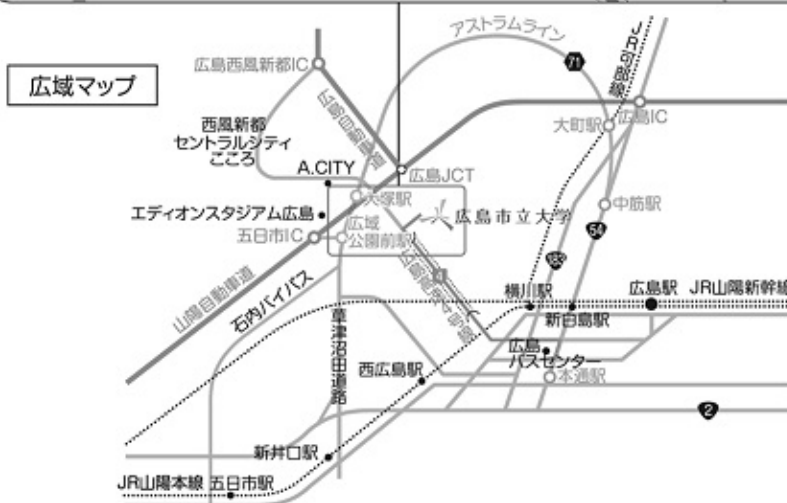 アストラムライン
JR可部線
広島西風新都IC
71
広域マップ
広島自動車道
西風新都
セントラルシティ
こころ
大町駅
広島IC
A.CITY
広島JCT
大塚駅
エディオンスタジアム広島
広島市立大学
中筋駅
五日市IC
広域
公園前駅
54
183
山陽自動車道
石内バイパス
草津沼田道路
横川駅
広島駅
JR山陽新幹線
新白島駅
広島
バスセンター
西広島駅
本通駅
2
新井口駅
JR山陽本線
五日市駅